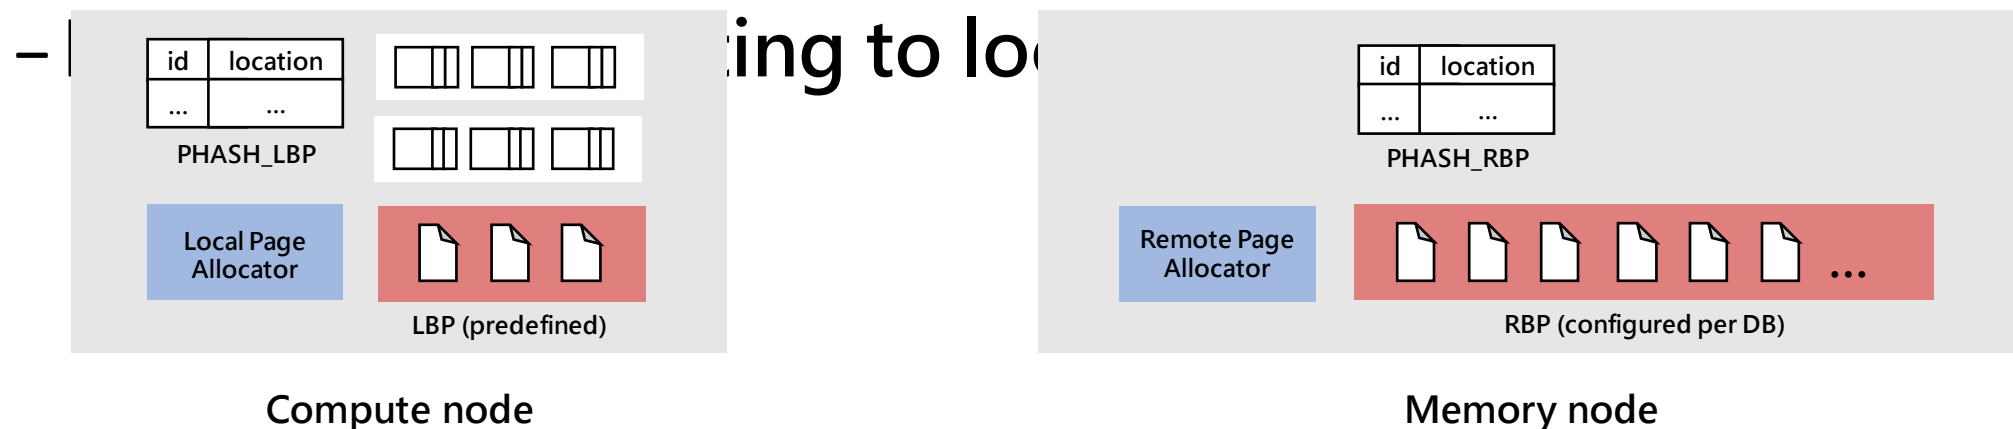 – ing to lo
id location
... ...
PHASH_LBP
Local Page
Allocator
LBP (predefined)
Compute node
id location
... ...
PHASH_RBP
Remote Page
Allocator
...
RBP (configured per DB)
Memory node